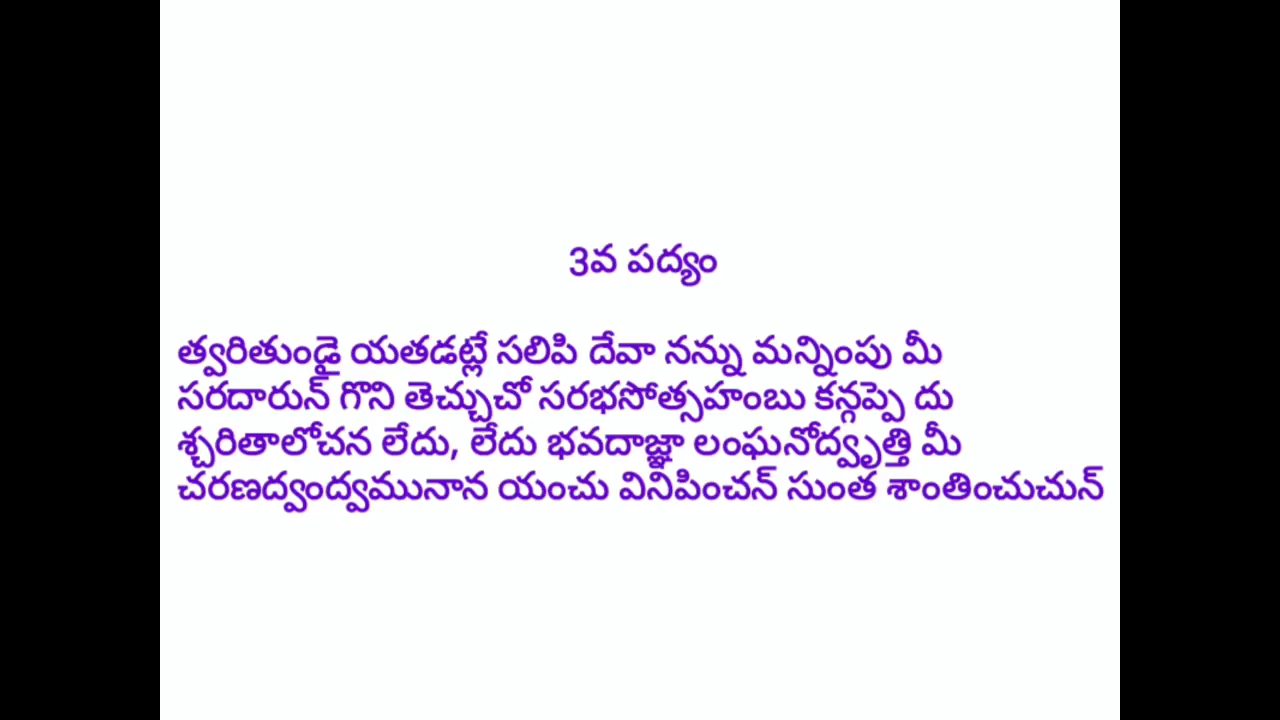 3వ పద్యం
త్వరితుండై యతడట్లే సలిపి దేవా నన్ను మన్నింపు మీ
సరదారున్ గొని తెచ్చుచో సరభసోత్సహంబు కన్గప్పె దు
శ్చరితాలోచన లేదు, లేదు భవదాజ్ఞా లంఘనోద్వృత్తి మీ
చరణద్వంద్వమునాన యంచు వినిపించన్ సుంత శాంతించుచున్